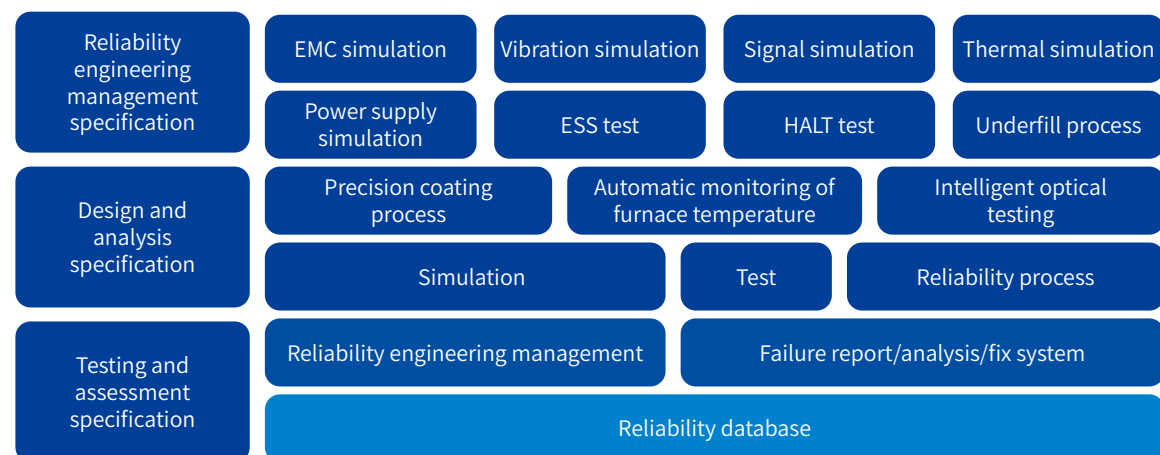 Reliability
engineering
management
specification
EMC simulation
Vibration simulation
Signal simulation
Thermal simulation
Power supply
simulation
ESS test
HALT test
Underfill process
Design and
analysis
specification
Precision coating
process
Automatic monitoring of
furnace temperature
Intelligent optical
testing
Simulation
Test
Reliability process
Testing and
assessment
specification
Reliability engineering management
Failure report/analysis/fix system
Reliability database